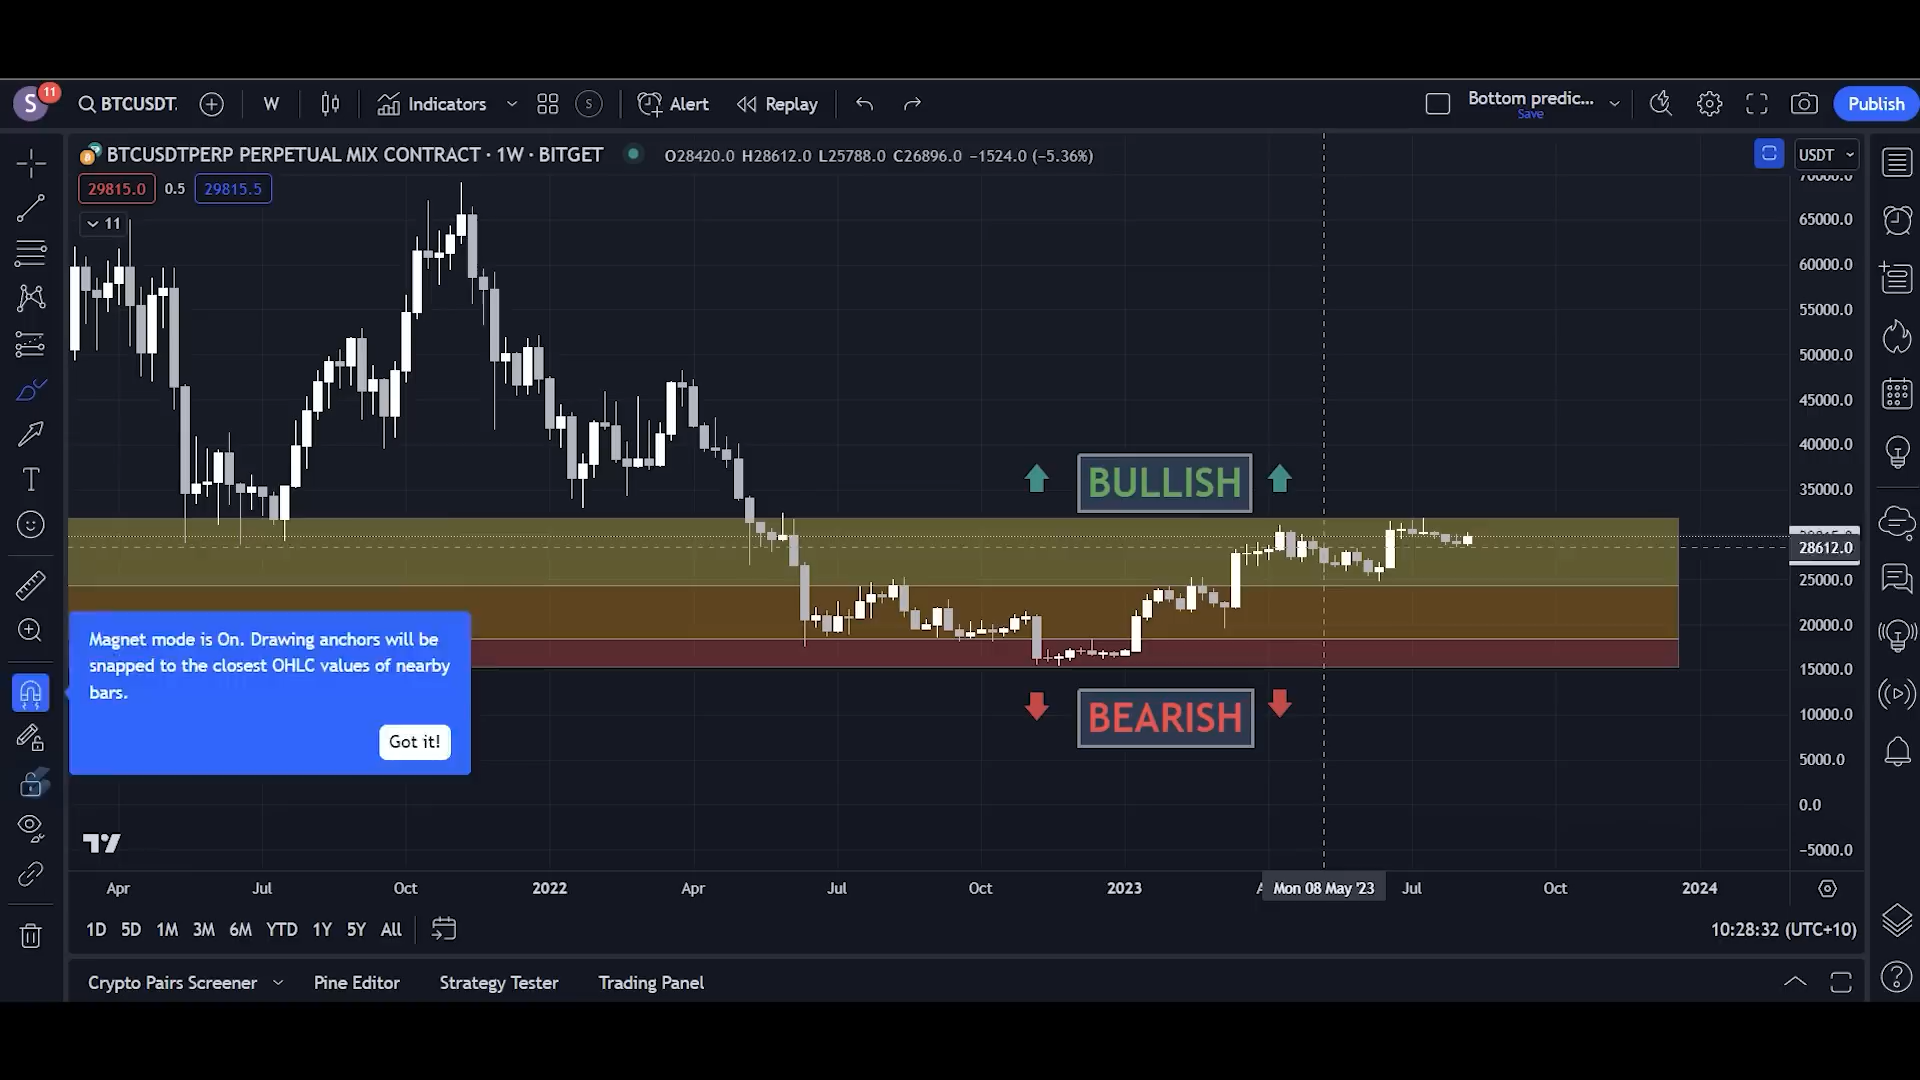 S
11
BTCUSDT.
W
Indicators
S
Alert
Replay
Bottom predic...
Save
Publish
BTCUSDTPERP PERPETUAL MIX CONTRACT · 1W · BITGET
O28420.0 H28612.0 L25788.0 C26896.0 −1524.0 (−5.36%)
USDT
29815.0
0.5
29815.5
11
70000.0
65000.0
60000.0
55000.0
50000.0
45000.0
40000.0
35000.0
28612.0
25000.0
20000.0
15000.0
10000.0
5000.0
0.0
−5000.0
BULLISH
BEARISH
Magnet mode is On. Drawing anchors will be
snapped to the closest OHLC values of nearby
bars.
Got it!
Apr
Jul
Oct
2022
Apr
Jul
Oct
2023
Mon 08 May '23
Jul
Oct
2024
1D 5D 1M 3M 6M YTD 1Y 5Y All
10:28:32 (UTC+10)
Crypto Pairs Screener
Pine Editor
Strategy Tester
Trading Panel